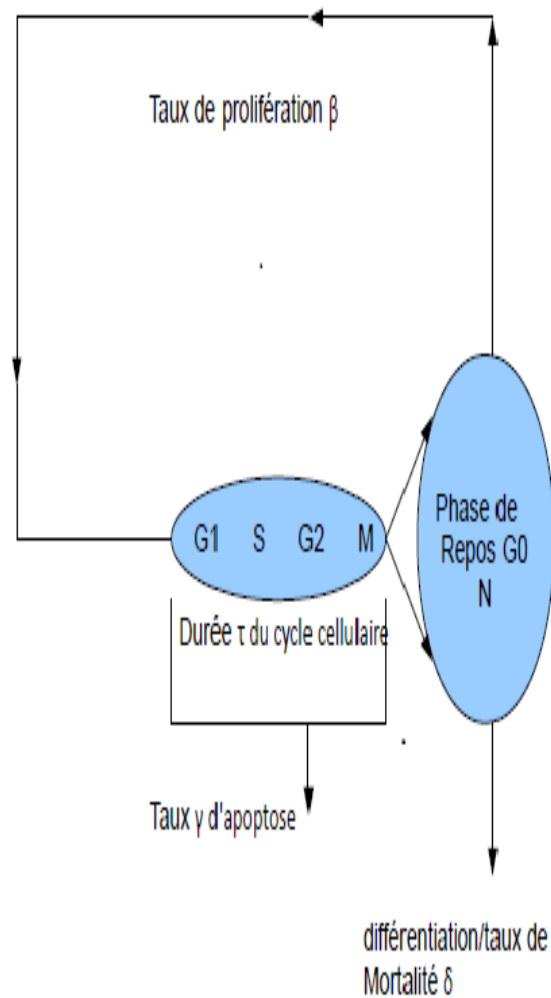 Taux de prolifération β
Phase de
Repos G0
N
G1 S G2 M
Durée τ du cycle cellulaire
Taux γ d'apoptose
différentiation/taux de
Mortalité δ